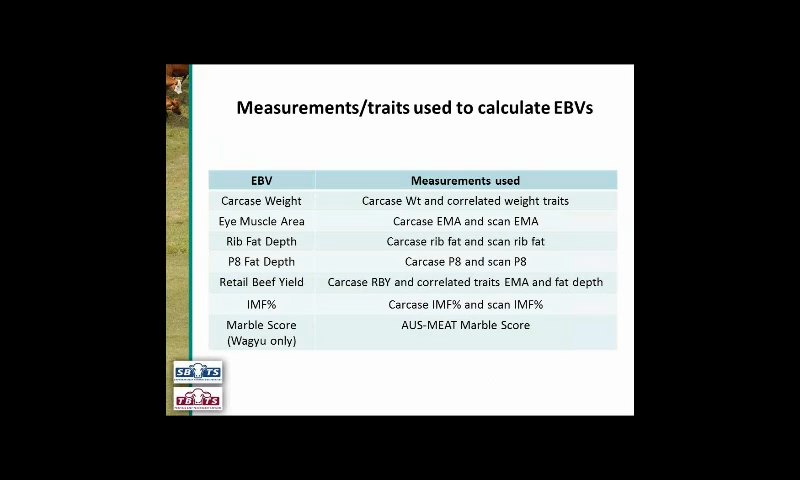 Measurements/traits used to calculate EBVs
EBV Measurements used
Carcase Weight Carcase Wt and correlated weight traits
Eye Muscle Area Carcase EMA and scan EMA
Rib Fat Depth Carcase rib fat and scan rib fat
P8 Fat Depth Carcase P8 and scan P8
Retail Beef Yield Carcase RBY and correlated traits EMA and fat depth
IMF% Carcase IMF% and scan IMF%
Marble Score AUS-MEAT Marble Score
(Wagyu only)
SBTS
TBTS